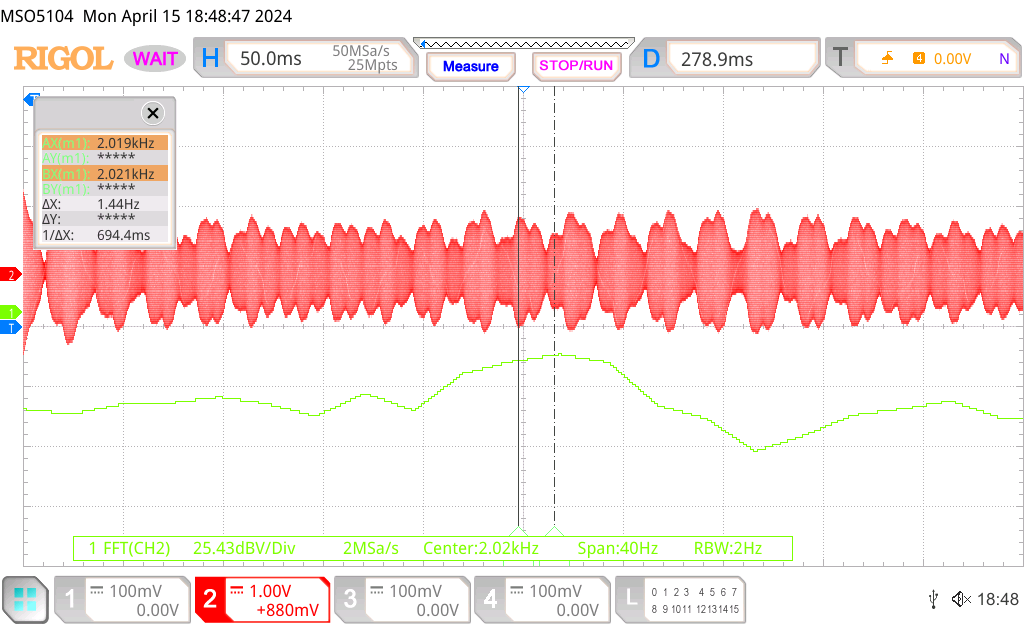 MSO5104 Mon April 15 18:48:47 2024
RIGOL WAIT H 50.0ms 50MSa/s 25Mpts Measure STOP/RUN D 278.9ms T 4 0.00V N
T
AX(m1): 2.019kHz
AY(m1): *****
BX(m1): 2.021kHz
BY(m1): *****
ΔX: 1.44Hz
ΔY: *****
1/ΔX: 694.4ms
2
1
T
1 FFT(CH2) 25.43dBV/Div 2MSa/s Center:2.02kHz Span:40Hz RBW:2Hz
1 100mV 0.00V
2 1.00V +880mV
3 100mV 0.00V
4 100mV 0.00V
L 0 1 2 3 4 5 6 7
8 9 10 11 12 13 14 15
18:48